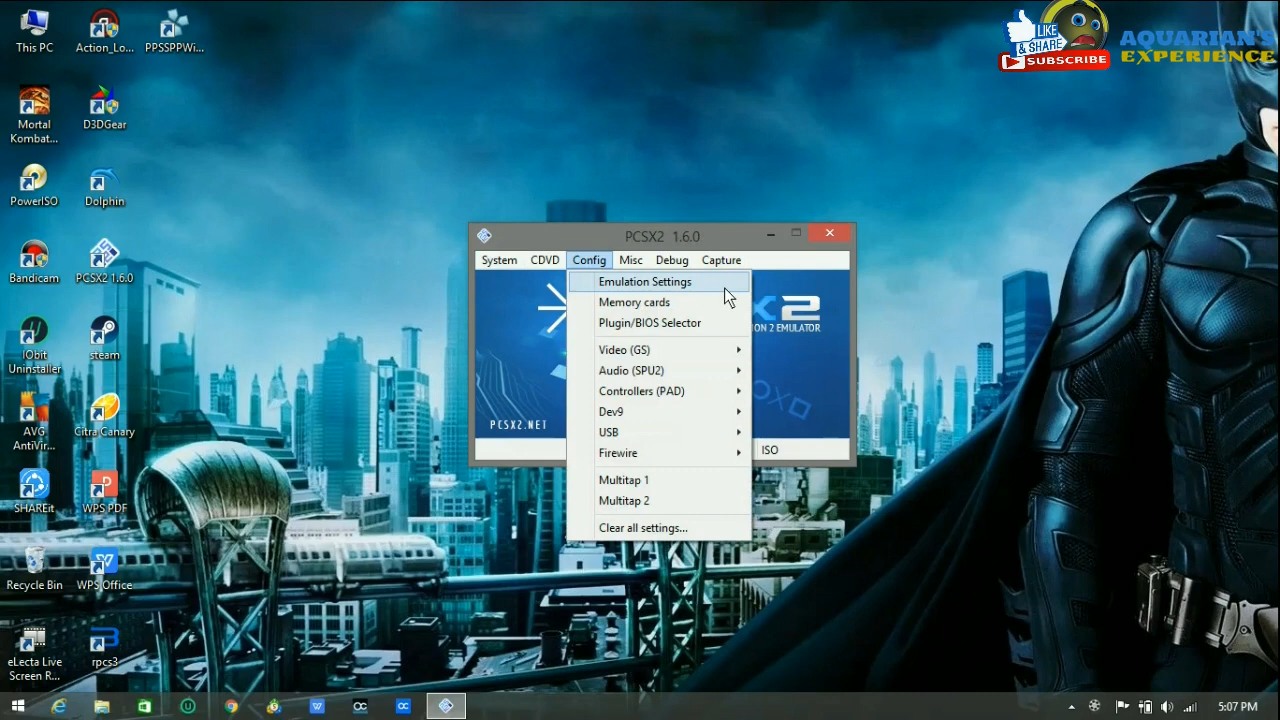 This PC
Action_Lo...
PPSSPPWi...
LIKE
& SHARE
SUBSCRIBE
AQUARIAN'S
EXPERIENCE
Mortal
Kombat...
D3DGear
PowerISO
Dolphin
Bandicam
PCSX2 1.6.0
IObit
Uninstaller
steam
AVG
AntiVir...
Citra Canary
SHAREit
WPS PDF
Recycle Bin
WPS Office
eLecta Live
Screen R...
rpcs3
PCSX2 1.6.0
System CDVD Config Misc Debug Capture
Emulation Settings
Memory cards
Plugin/BIOS Selector
Video (GS)
Audio (SPU2)
Controllers (PAD)
Dev9
USB
Firewire
Multitap 1
Multitap 2
Clear all settings...
X2
ION 2 EMULATOR
PCSX2.NET
ISO
5:07 PM